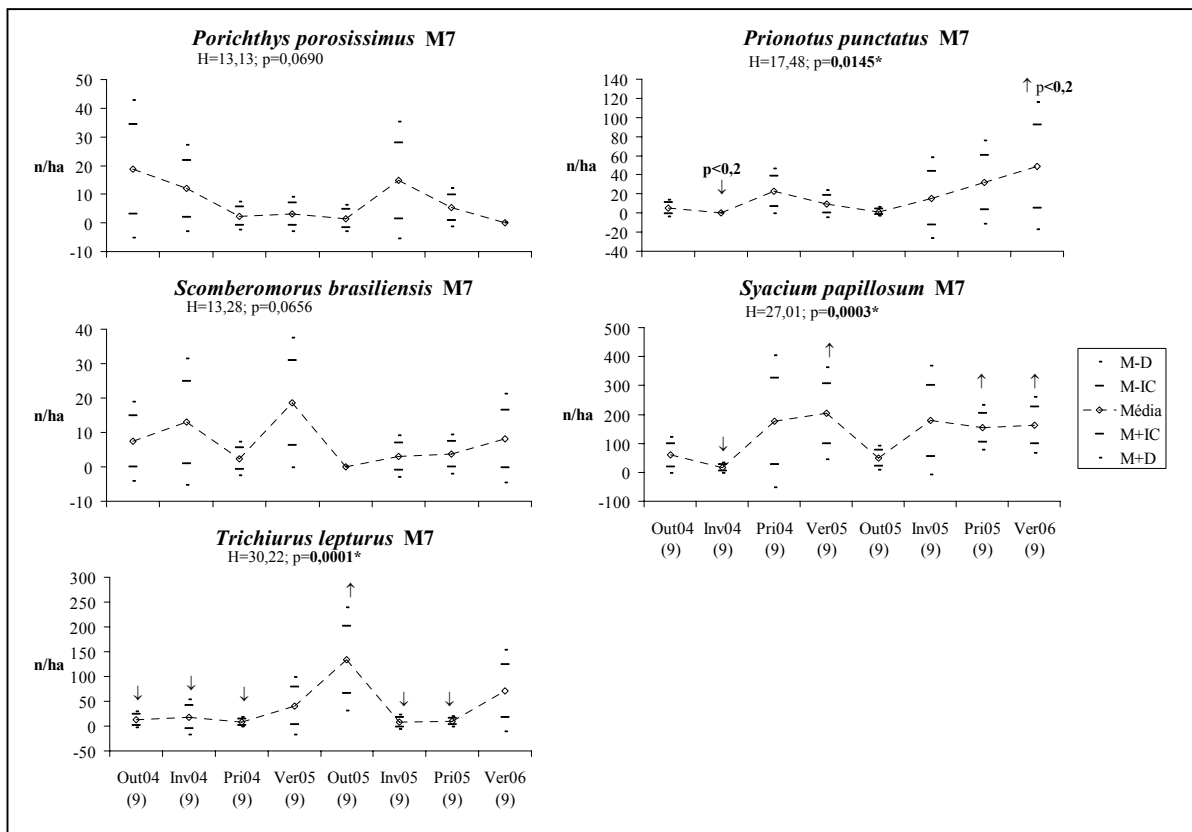 Porichthys porosissimus M7
H=13,13; p=0,0690
50
40
30
20
10
0
-10
n/ha
Prionotus punctatus M7
H=17,48; p=0,0145*
140
120
100
80
60
40
20
0
-20
-40
n/ha
p<0,2
↓
↑ p<0,2
Scomberomorus brasiliensis M7
H=13,28; p=0,0656
40
30
20
10
0
-10
n/ha
Syacium papillosum M7
H=27,01; p=0,0003*
500
400
300
200
100
0
-100
↓ ↑ ↑ ↑
Out04 Inv04 Pri04 Ver05 Out05 Inv05 Pri05 Ver06
(9) (9) (9) (9) (9) (9) (9) (9)
M-D
M-IC
Média
M+IC
M+D
Trichiurus lepturus M7
H=30,22; p=0,0001*
300
250
200
150
100
50
0
-50
n/ha
↓ ↓ ↓ ↑ ↓ ↓
Out04 Inv04 Pri04 Ver05 Out05 Inv05 Pri05 Ver06
(9) (9) (9) (9) (9) (9) (9) (9)